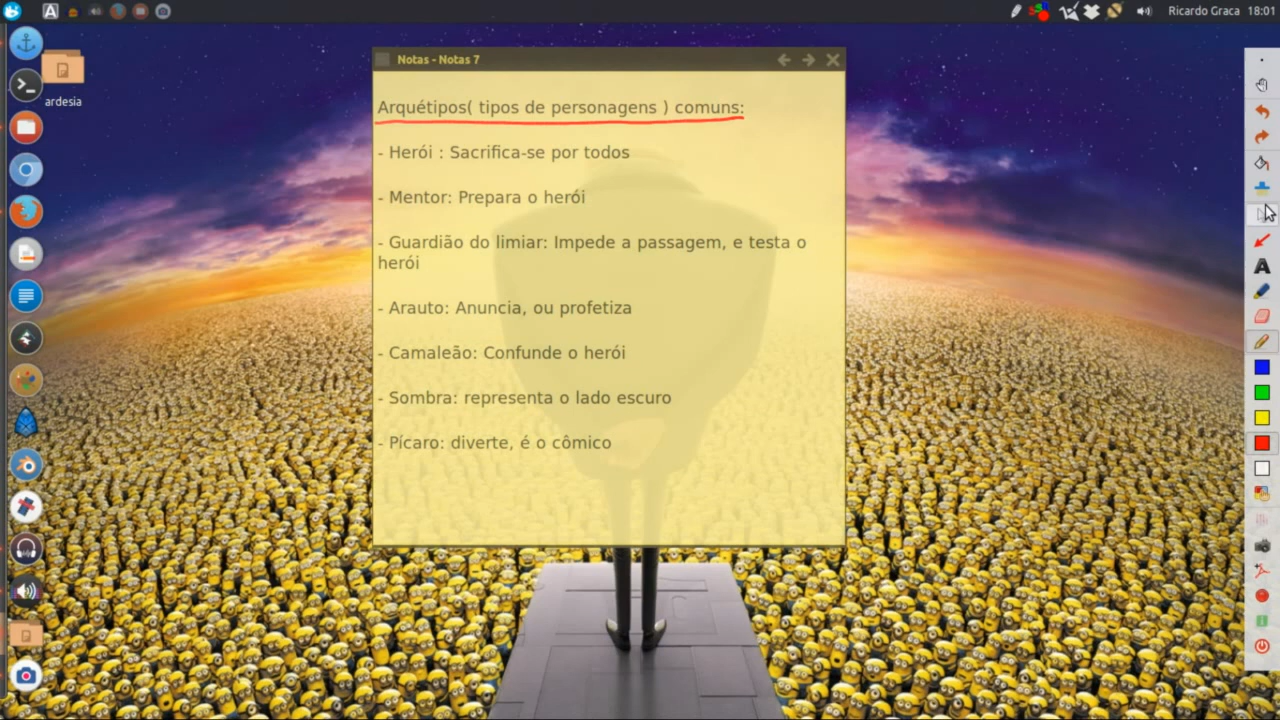 Ricardo Graca 18:01
ardesia
Notas - Notas 7
Arquétipos( tipos de personagens ) comuns:
- Herói : Sacrifica-se por todos
- Mentor: Prepara o herói
- Guardião do limiar: Impede a passagem, e testa o
herói
- Arauto: Anuncia, ou profetiza
- Camaleão: Confunde o herói
- Sombra: representa o lado escuro
- Pícaro: diverte, é o cômico